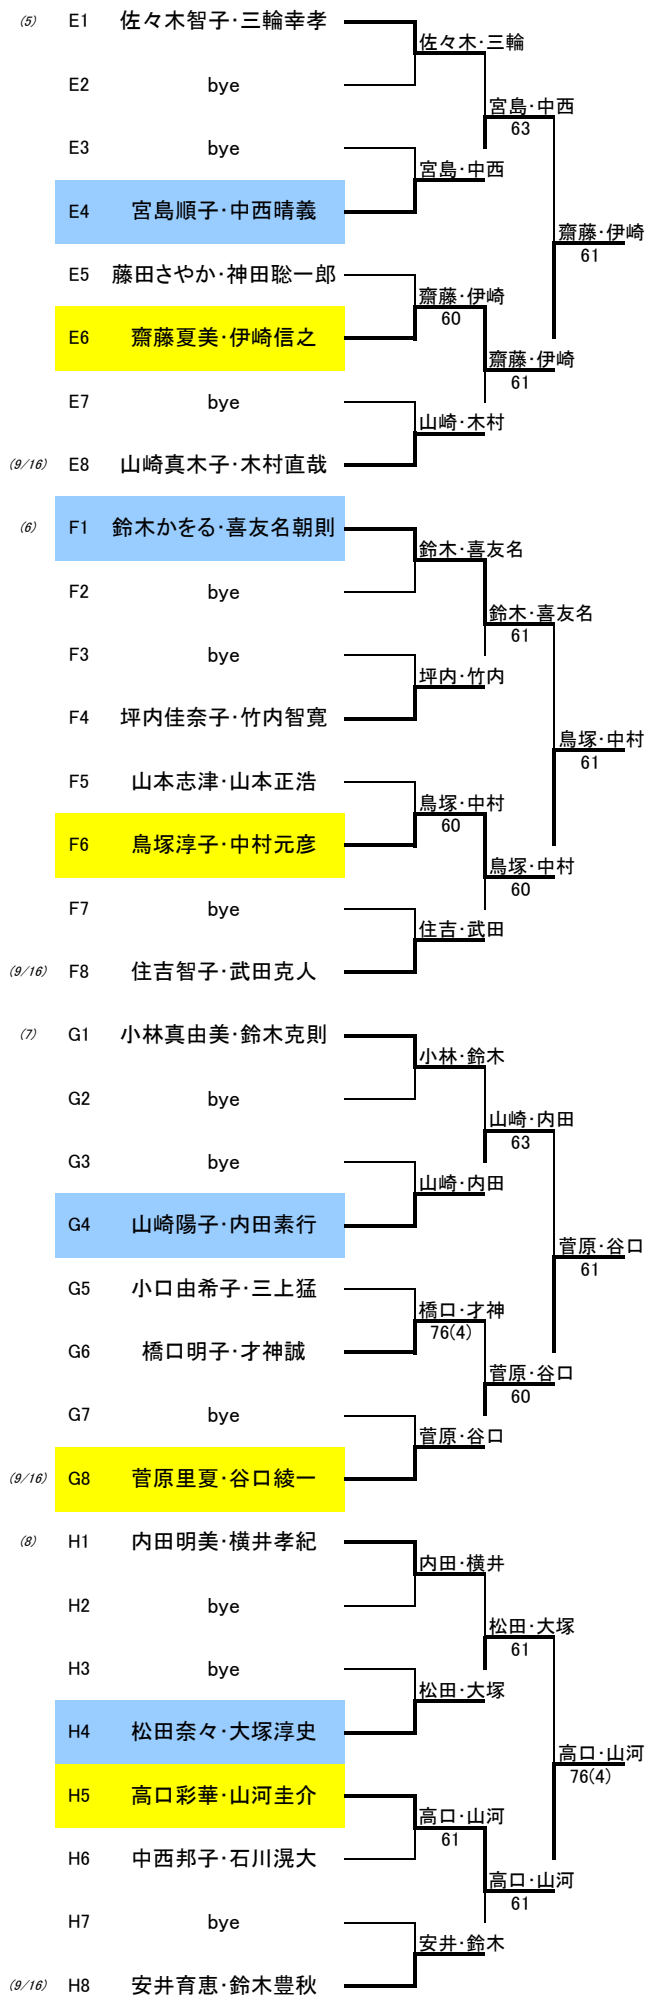 (5) E1 佐々木智子・三輪幸孝
佐々木・三輪
E2 bye
宮島・中西
63
E3 bye
宮島・中西
E4 宮島順子・中西晴義
齋藤・伊崎
61
E5 藤田さやか・神田聡一郎
齋藤・伊崎
60
E6 齋藤夏美・伊崎信之
齋藤・伊崎
61
E7 bye
山崎・木村
(9/16) E8 山崎真木子・木村直哉
(6) F1 鈴木かをる・喜友名朝則
鈴木・喜友名
F2 bye
鈴木・喜友名
61
F3 bye
坪内・竹内
F4 坪内佳奈子・竹内智寛
鳥塚・中村
61
F5 山本志津・山本正浩
鳥塚・中村
60
F6 鳥塚淳子・中村元彦
鳥塚・中村
60
F7 bye
住吉・武田
(9/16) F8 住吉智子・武田克人
(7) G1 小林真由美・鈴木克則
小林・鈴木
G2 bye
山崎・内田
63
G3 bye
山崎・内田
G4 山崎陽子・内田素行
菅原・谷口
61
G5 小口由希子・三上猛
橋口・才神
76(4)
G6 橋口明子・才神誠
菅原・谷口
60
G7 bye
菅原・谷口
(9/16) G8 菅原里夏・谷口綾一
(8) H1 内田明美・横井孝紀
内田・横井
H2 bye
松田・大塚
61
H3 bye
松田・大塚
H4 松田奈々・大塚淳史
高口・山河
76(4)
H5 高口彩華・山河圭介
高口・山河
61
H6 中西邦子・石川滉大
高口・山河
61
H7 bye
安井・鈴木
(9/16) H8 安井育恵・鈴木豊秋